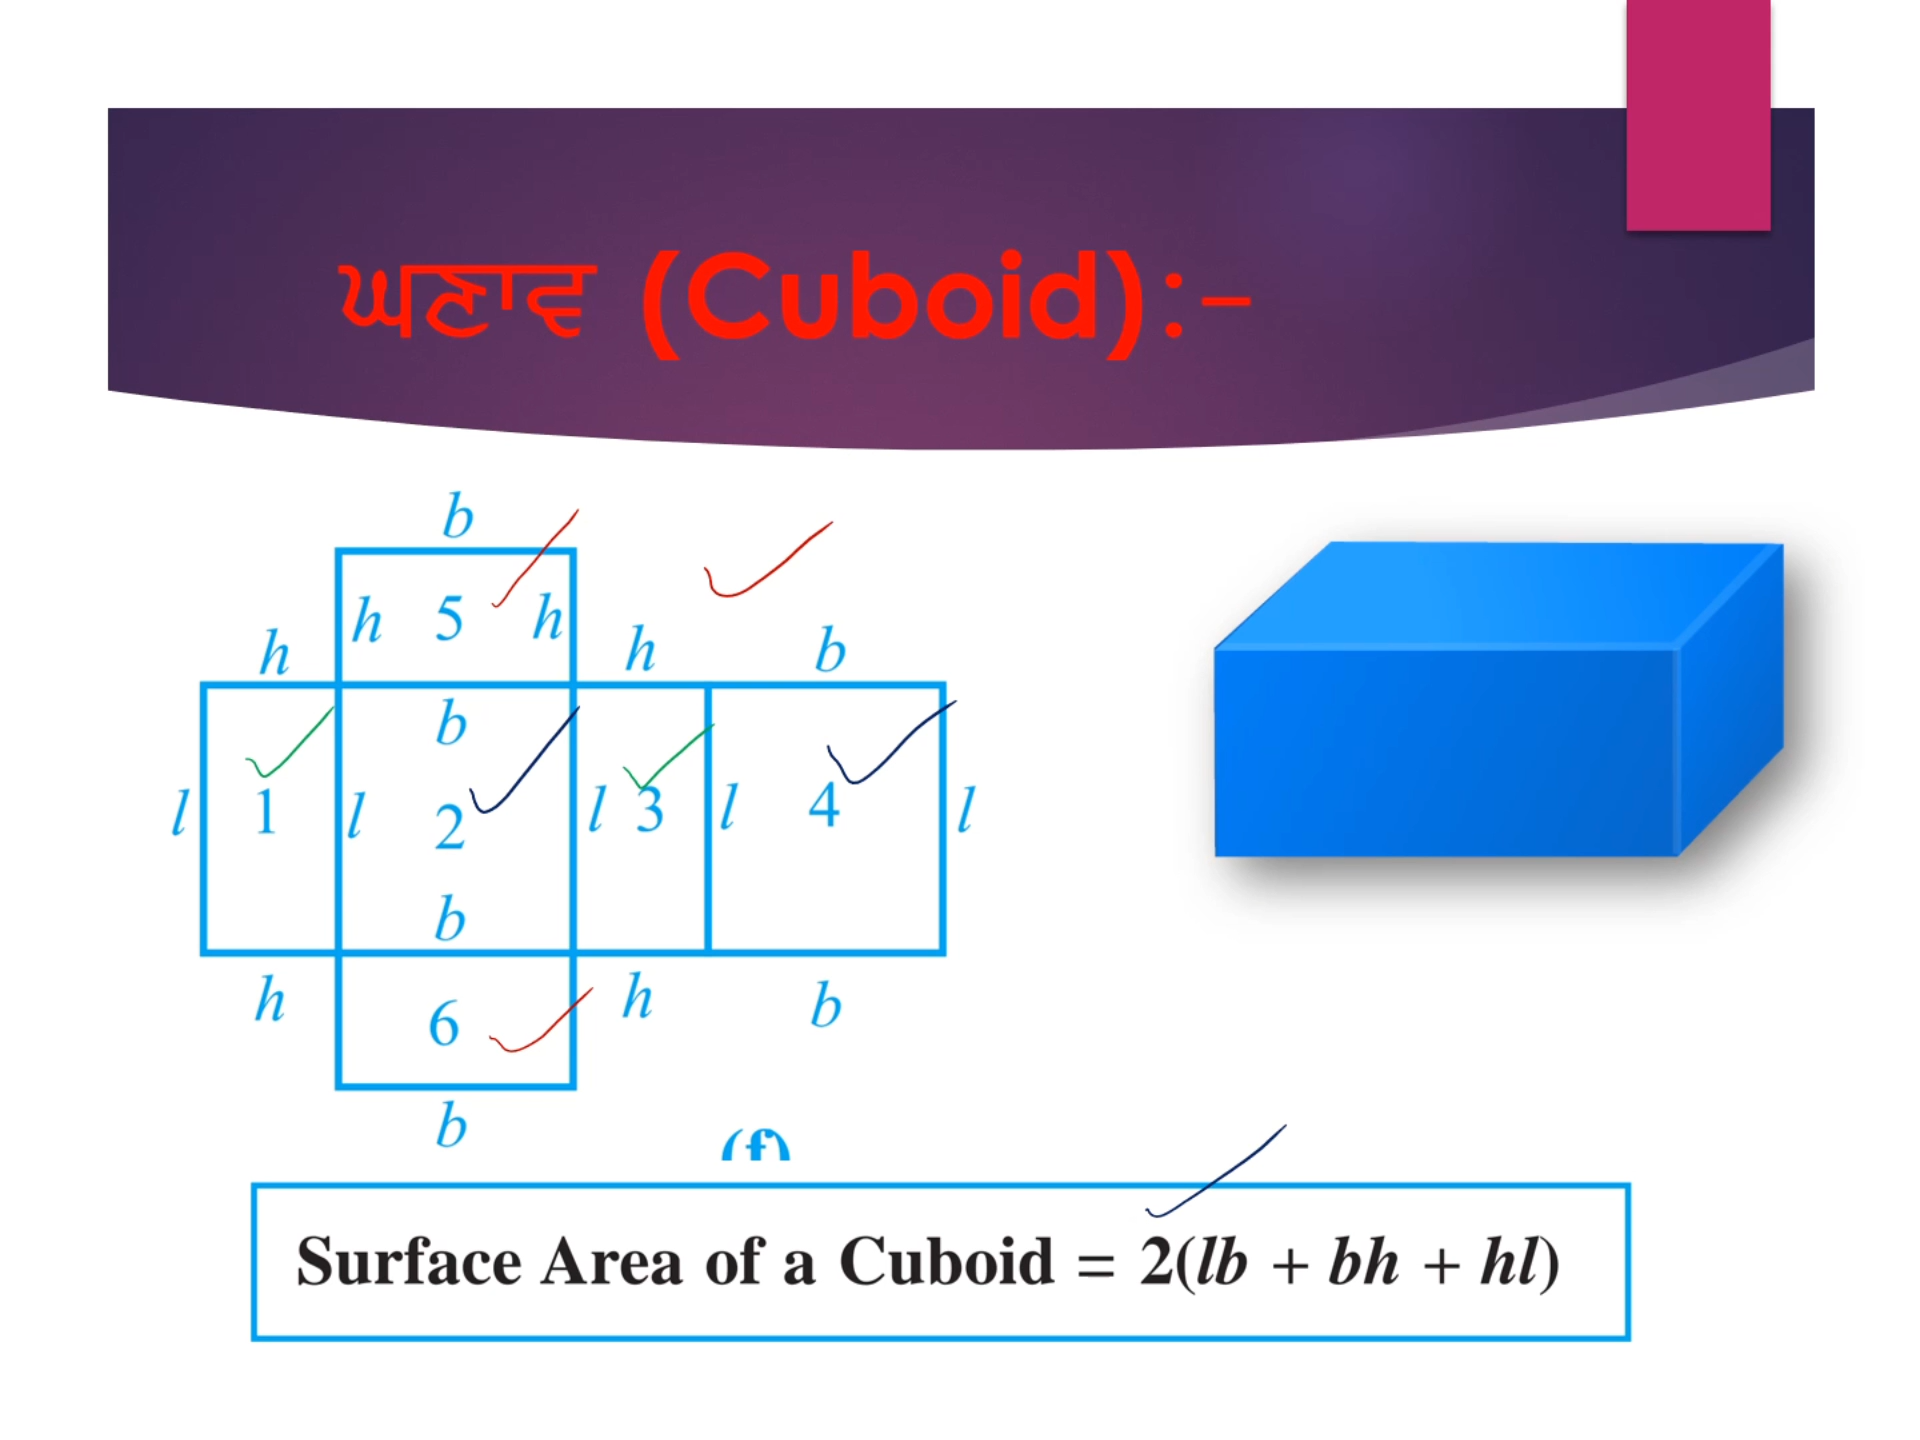 ਘਣਾਵ (Cuboid):-
b
h 5 h
h h b
b
l 1 l 2 l 3 l 4 l
b
h h b
6
b
(f)
Surface Area of a Cuboid = 2(lb + bh + hl)